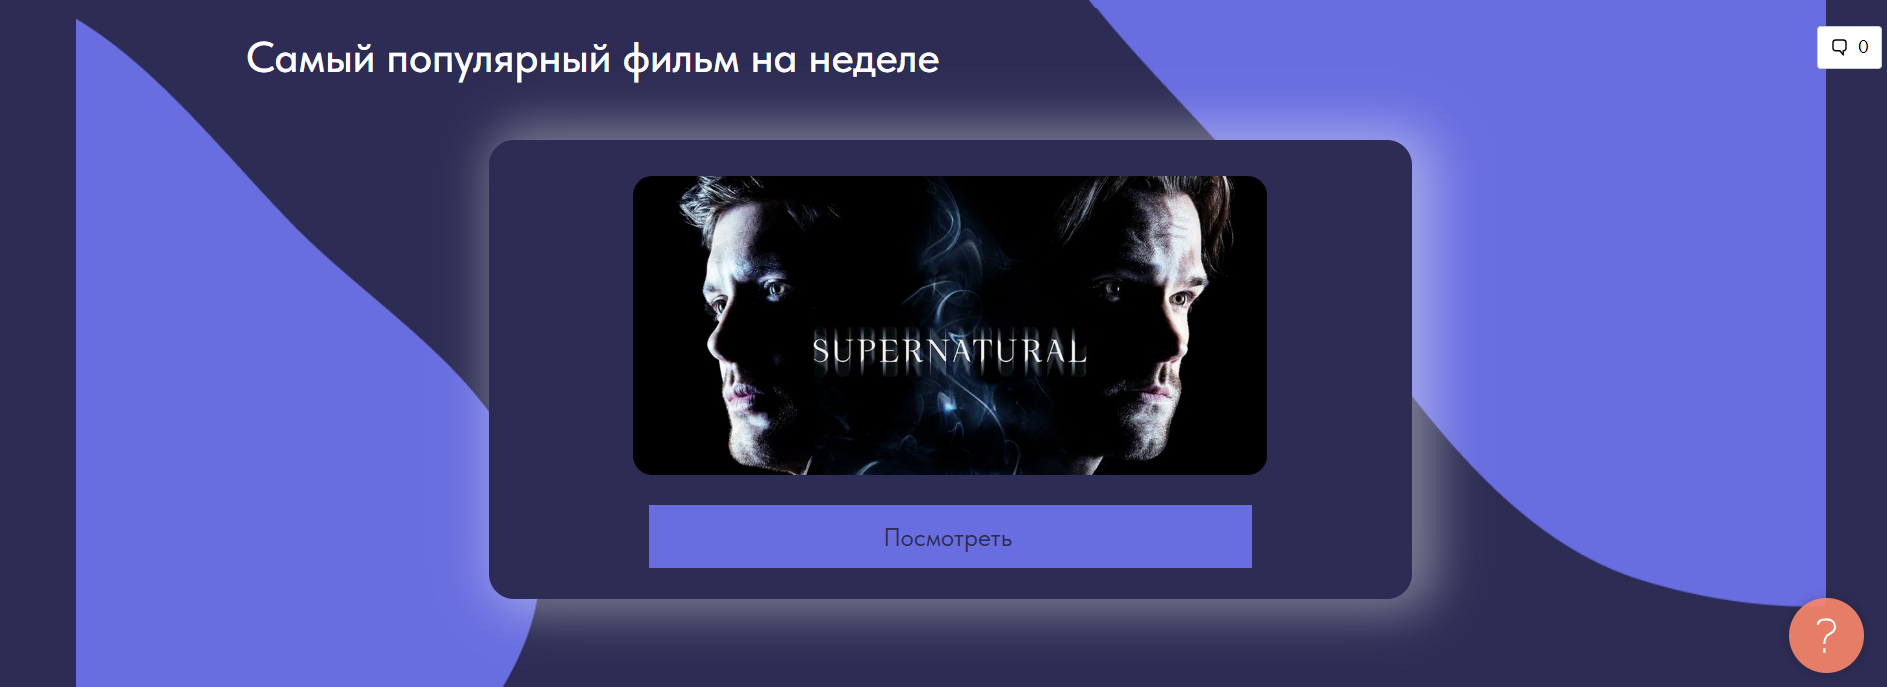 Самый популярный фильм на неделе
0
SUPERNATURAL
Посмотреть
?